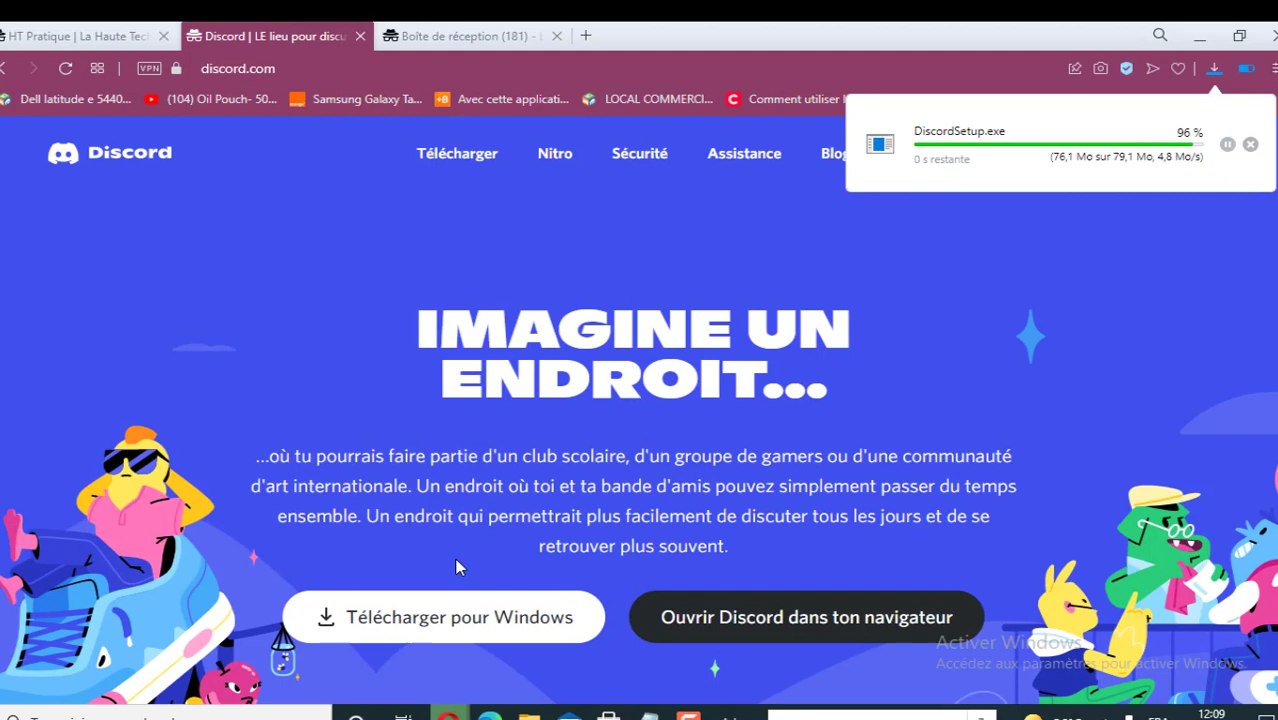 HT Pratique | La Haute Tech
Discord | LE lieu pour discu
Boîte de réception (181) -
VPN
discord.com
Dell latitude e 5440...
(104) Oil Pouch- 50...
Samsung Galaxy Ta...
Avec cette applicati...
LOCAL COMMERCI...
Comment utiliser
DiscordSetup.exe
96 %
0 s restante
(76,1 Mo sur 79,1 Mo, 4,8 Mo/s)
Discord
Télécharger
Nitro
Sécurité
Assistance
Blog
IMAGINE UN
ENDROIT...
...où tu pourrais faire partie d'un club scolaire, d'un groupe de gamers ou d'une communauté
d'art internationale. Un endroit où toi et ta bande d'amis pouvez simplement passer du temps
ensemble. Un endroit qui permettrait plus facilement de discuter tous les jours et de se
retrouver plus souvent.
Télécharger pour Windows
Ouvrir Discord dans ton navigateur
Activer Windows
Accédez aux paramètres pour activer Windows.
12:09